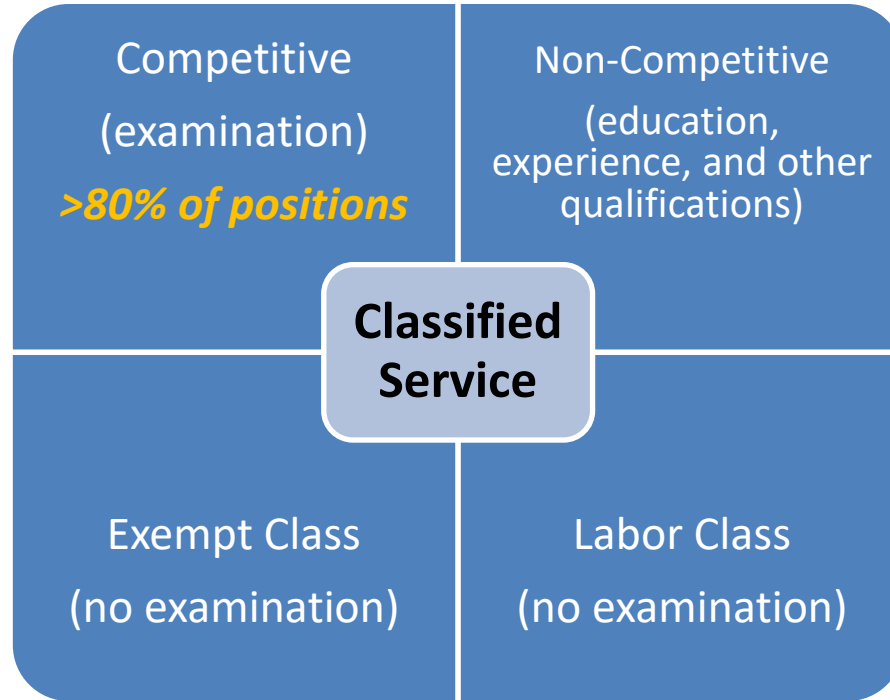 Competitive
(examination)
>80% of positions
Non-Competitive
(education,
experience, and other
qualifications)
Classified
Service
Exempt Class
(no examination)
Labor Class
(no examination)